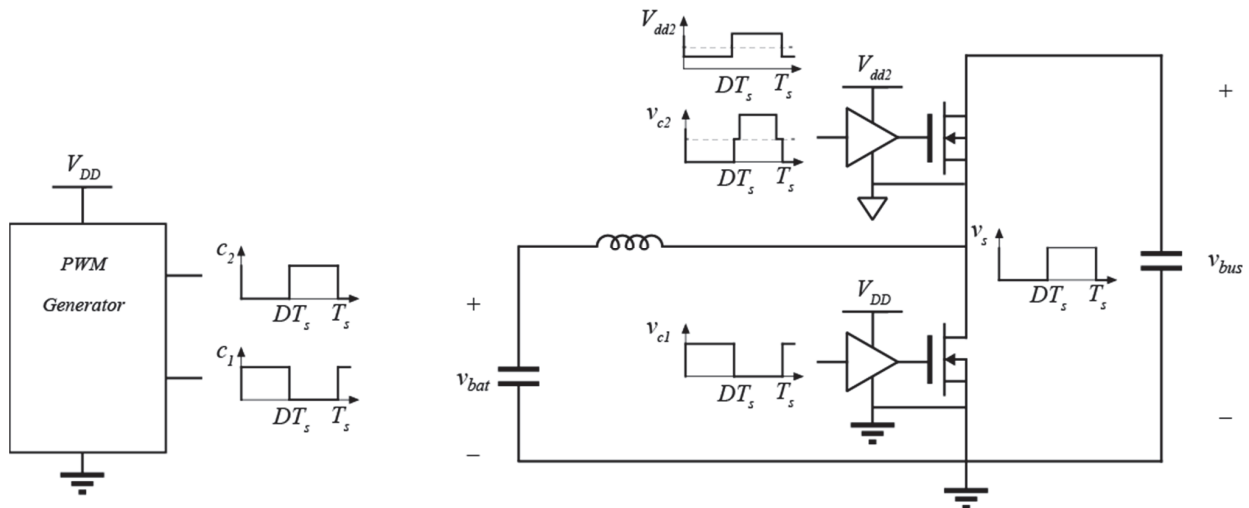 V_DD
PWM
Generator
c_2
DT_s T_s
c_1
DT_s T_s
V_dd2
DT_s T_s
v_c2
DT_s T_s
V_dd2
+
v_s
DT_s T_s
v_bus
−
+
v_bat
−
V_DD
v_c1
DT_s T_s